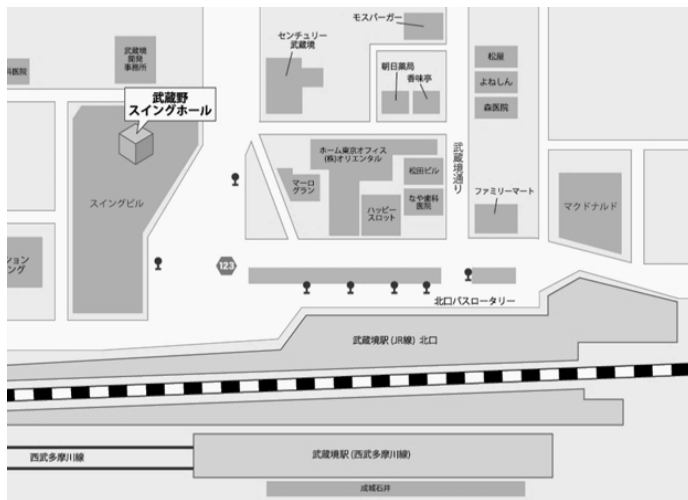 モスバーガー
センチュリー
武蔵境
武蔵境
開発
事務所
松屋
科医院
朝日薬局
香味亭
よねしん
武蔵野
スイングホール
森医院
ホーム東京オフィス
(株)オリエンタル
武蔵境通り
松田ビル
マーロ
グラン
ファミリーマート
スイングビル
なや歯科
医院
マクドナルド
ハッピー
スロット
ション
ング
123
北口バスロータリー
武蔵境駅(JR線) 北口
西武多摩川線
武蔵境駅(西武多摩川線)
成城石井